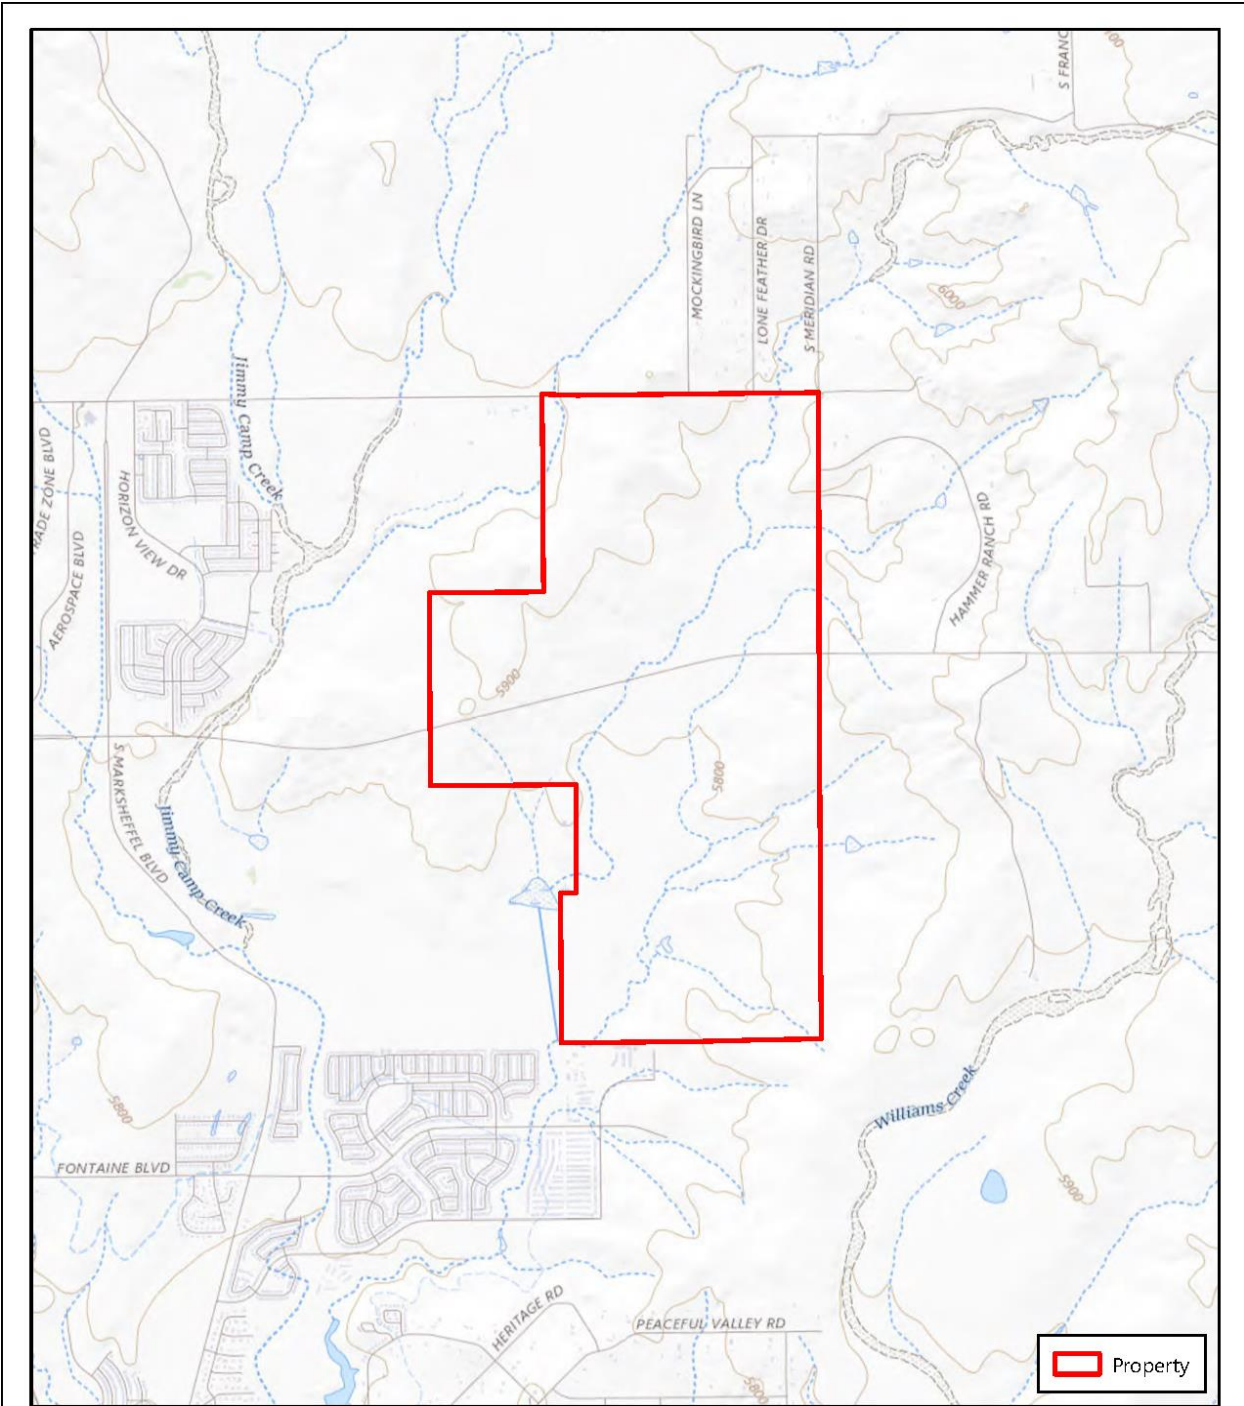 S FRANC
6100
MOCKINGBIRD LN
LONE FEATHER DR
S MERIDIAN RD
6000
Jimmy Camp Creek
RADE ZONE BLVD
AEROSPACE BLVD
HORIZON VIEW DR
HAMMER RANCH RD
5900
S MARKSHEFFEL BLVD
5800
Jimmy Camp Creek
5800
Williams Creek
FONTAINE BLVD
5900
HERITAGE RD
PEACEFUL VALLEY RD
5800
Property